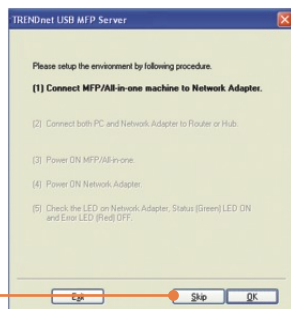 TRENDnet USB MFP Server
Please setup the environment by following procedure.
(1) Connect MFP/All-in-one machine to Network Adapter.
(2) Connect both PC and Network Adapter to Router or Hub.
(3) Power ON MFP/All-in-one.
(4) Power ON Network Adapter.
(5) Check the LED on Network Adapter, Status (Green) LED ON
and Error LED (Red) OFF.
Exit Skip OK